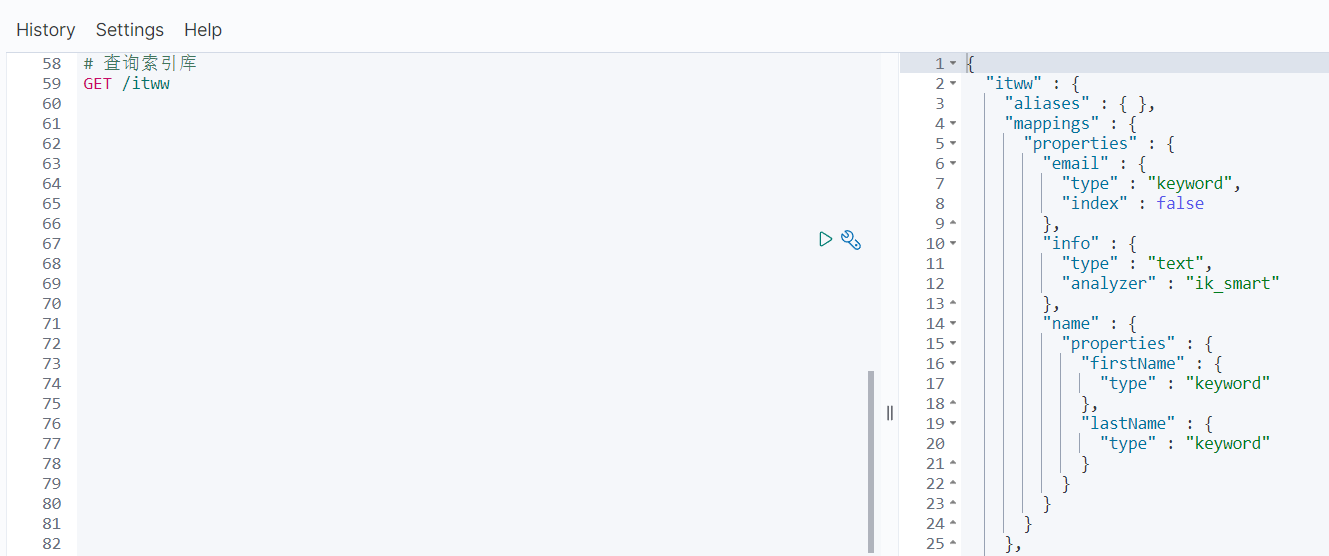 History Settings Help
58 # 查询索引库
59 GET /itww
60
61
62
63
64
65
66
67
68
69
70
71
72
73
74
75
76
77
78
79
80
81
82
1 {
2 "itww" : {
3 "aliases" : { },
4 "mappings" : {
5 "properties" : {
6 "email" : {
7 "type" : "keyword",
8 "index" : false
9 },
10 "info" : {
11 "type" : "text",
12 "analyzer" : "ik_smart"
13 },
14 "name" : {
15 "properties" : {
16 "firstName" : {
17 "type" : "keyword"
18 },
19 "lastName" : {
20 "type" : "keyword"
21 }
22 }
23 }
24 }
25 },